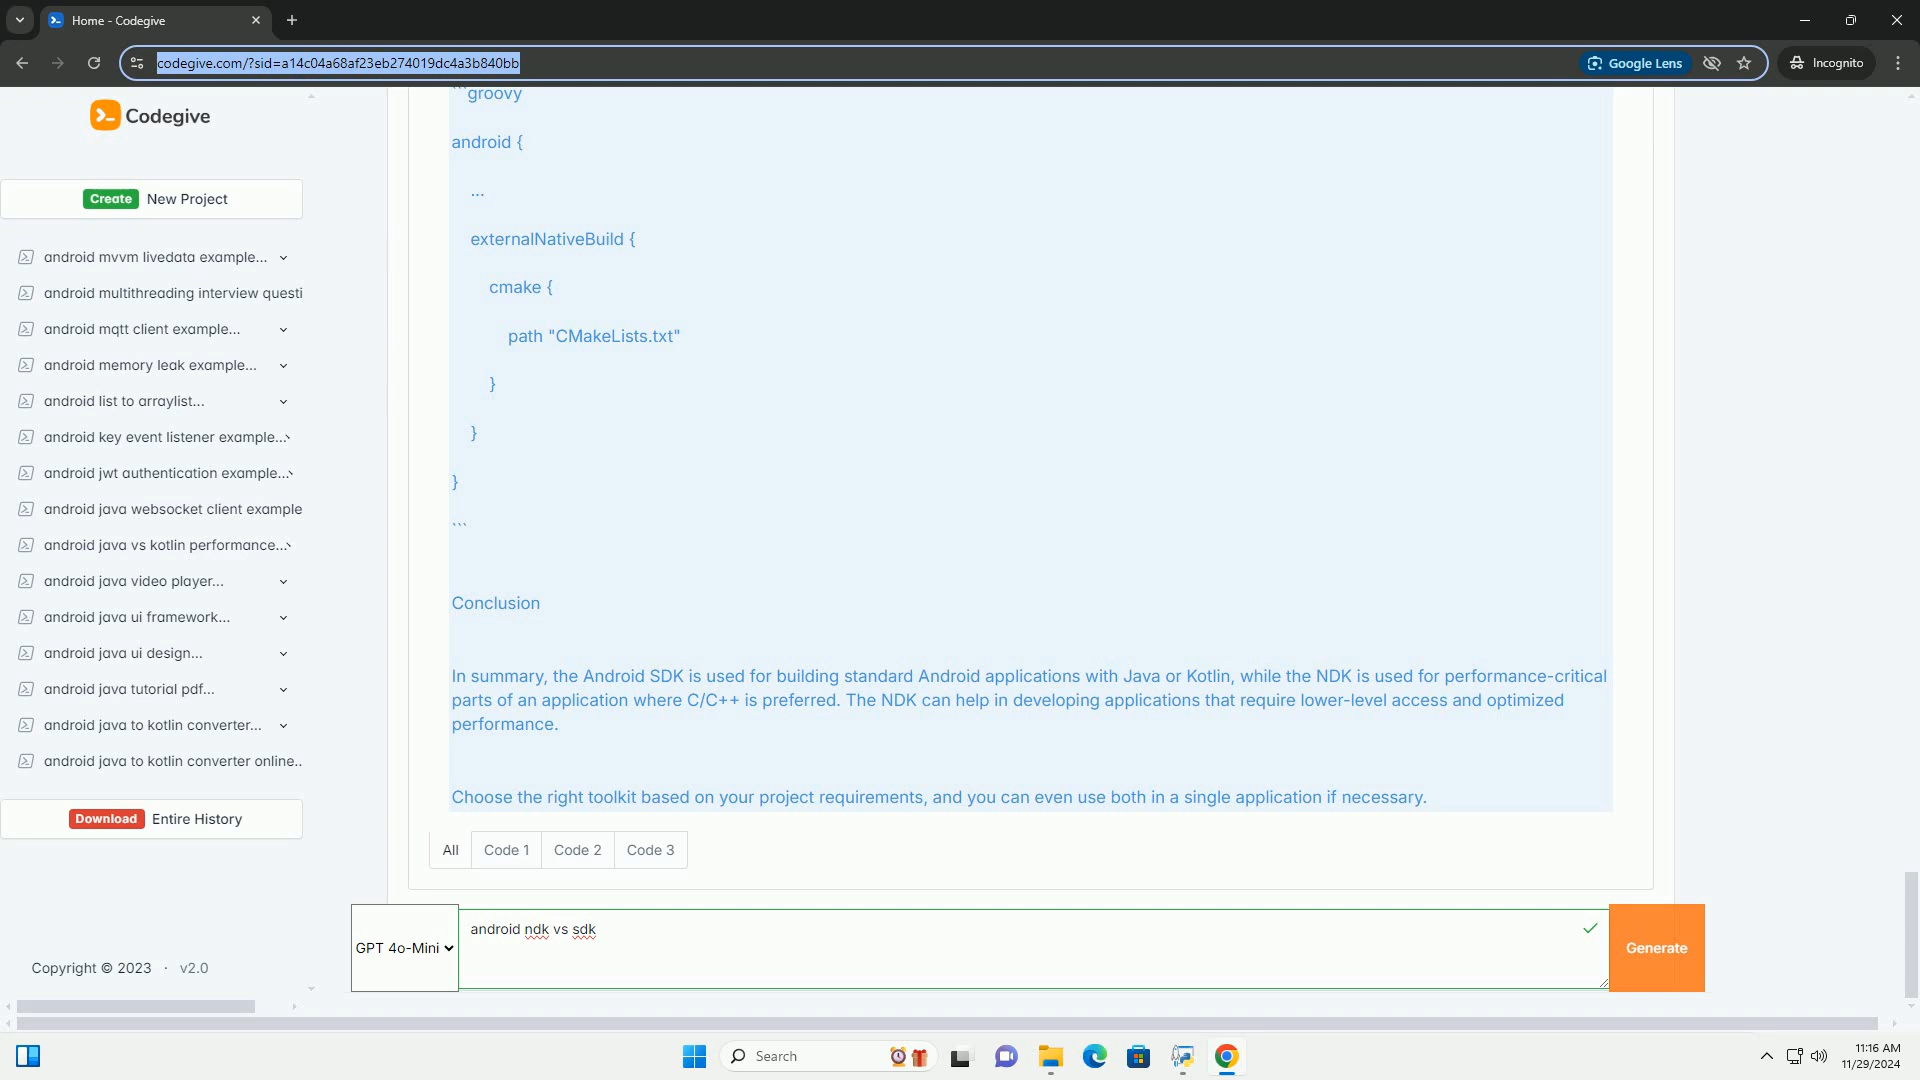 Home - Codegive
codegive.com/?sid=a14c04a68af23eb274019dc4a3b840bb
Google Lens
Incognito
Codegive
Create New Project
android mvvm livedata example...
android multithreading interview questi
android mqtt client example...
android memory leak example...
android list to arraylist...
android key event listener example...
android jwt authentication example...
android java websocket client example
android java vs kotlin performance...
android java video player...
android java ui framework...
android java ui design...
android java tutorial pdf...
android java to kotlin converter...
android java to kotlin converter online..
Download Entire History
Copyright © 2023 · v2.0
```groovy
android {
...
externalNativeBuild {
cmake {
path "CMakeLists.txt"
}
}
}
```
Conclusion
In summary, the Android SDK is used for building standard Android applications with Java or Kotlin, while the NDK is used for performance-critical
parts of an application where C/C++ is preferred. The NDK can help in developing applications that require lower-level access and optimized
performance.
Choose the right toolkit based on your project requirements, and you can even use both in a single application if necessary.
All Code 1 Code 2 Code 3
GPT 4o-Mini
android ndk vs sdk
Generate
Search
11:16 AM
11/29/2024